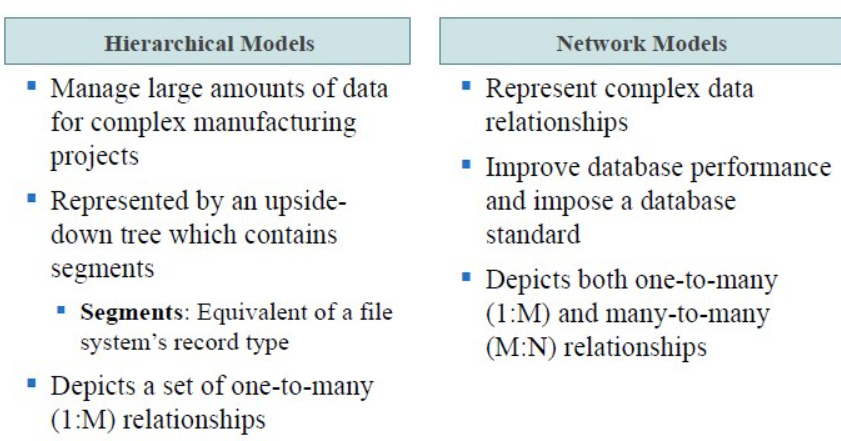 Hierarchical Models
Manage large amounts of data
for complex manufacturing
projects
Represented by an upside-
down tree which contains
segments
Segments: Equivalent of a file
system's record type
Depicts a set of one-to-many
(1:M) relationships
Network Models
Represent complex data
relationships
Improve database performance
and impose a database
standard
Depicts both one-to-many
(1:M) and many-to-many
(M:N) relationships